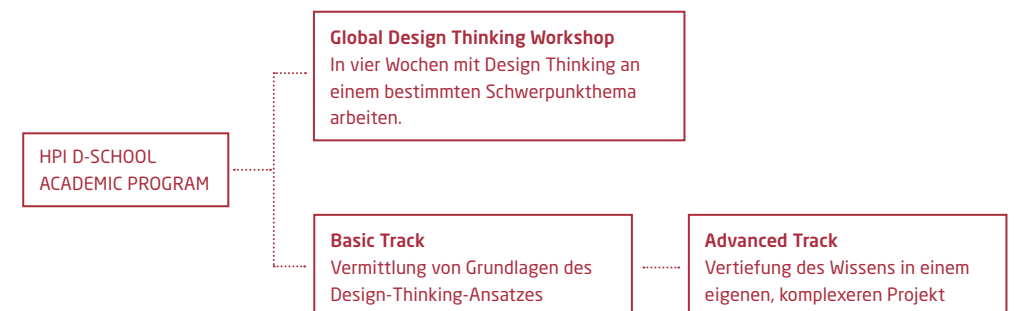 Global Design Thinking Workshop
In vier Wochen mit Design Thinking an
einem bestimmten Schwerpunkthema
arbeiten.
HPI D-SCHOOL
ACADEMIC PROGRAM
Basic Track
Vermittlung von Grundlagen des
Design-Thinking-Ansatzes
Advanced Track
Vertiefung des Wissens in einem
eigenen, komplexeren Projekt